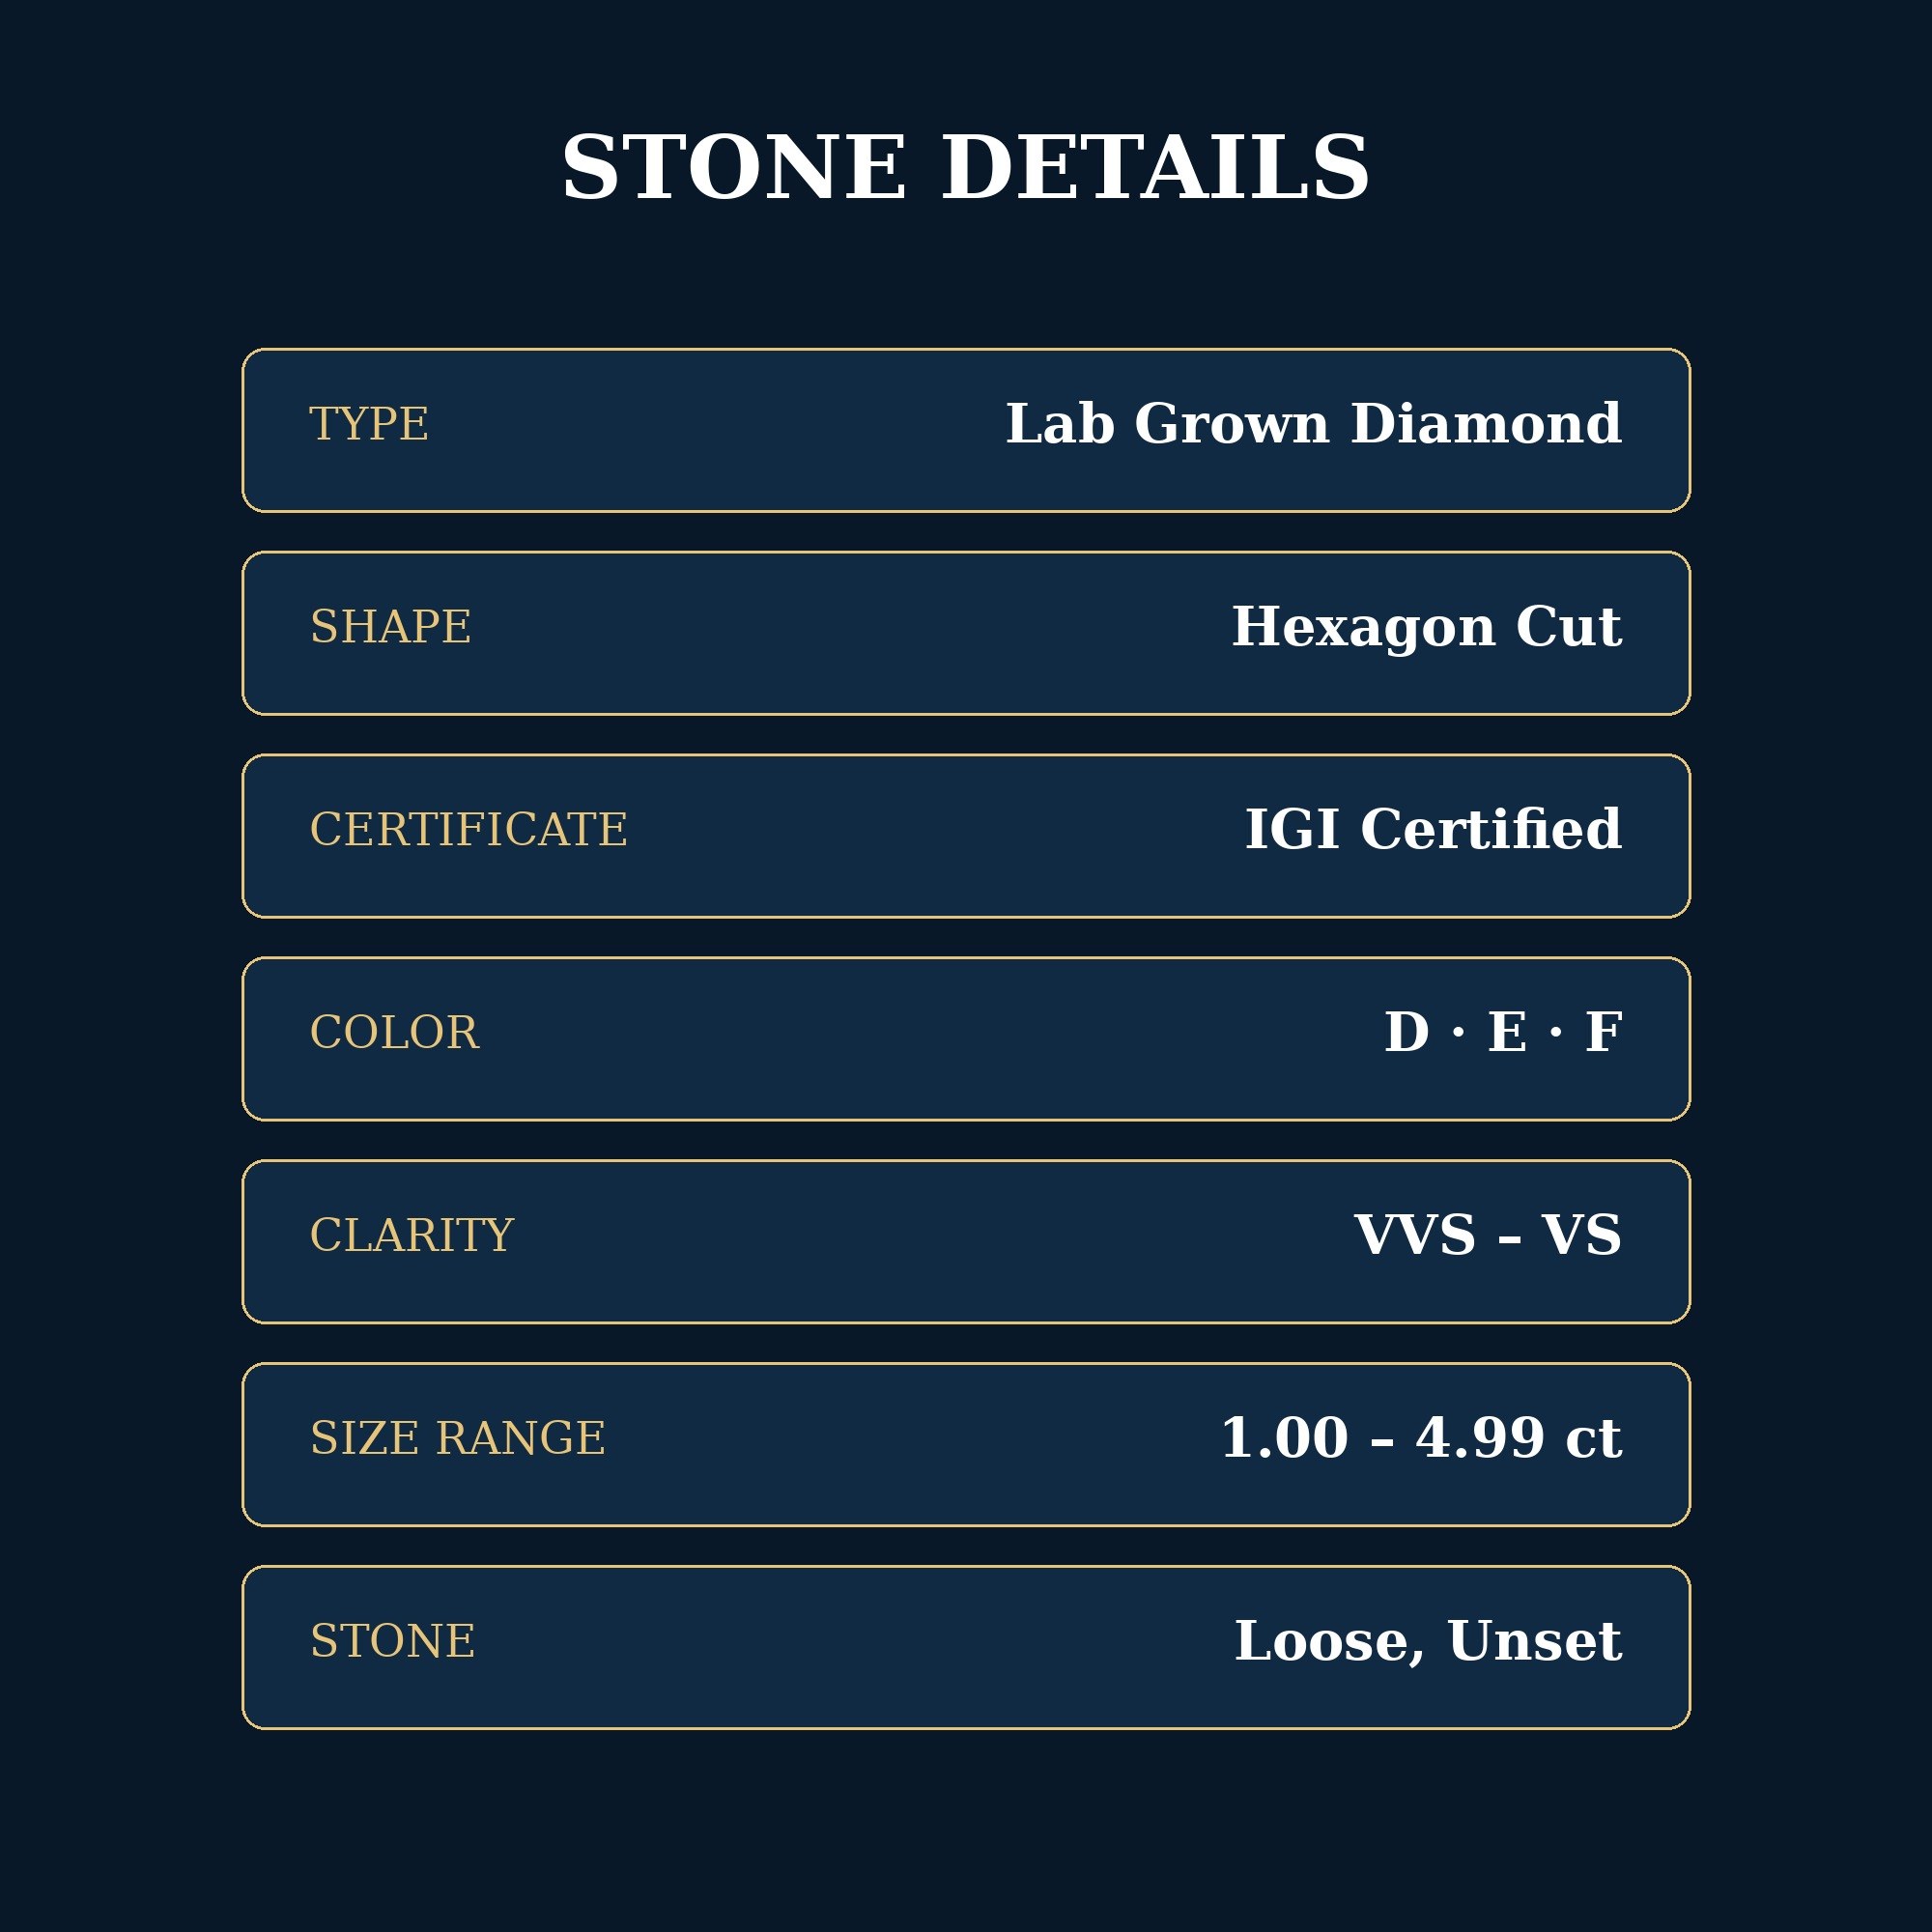 STONE DETAILS
TYPE Lab Grown Diamond
SHAPE Hexagon Cut
CERTIFICATE IGI Certified
COLOR D · E · F
CLARITY VVS – VS
SIZE RANGE 1.00 – 4.99 ct
STONE Loose, Unset